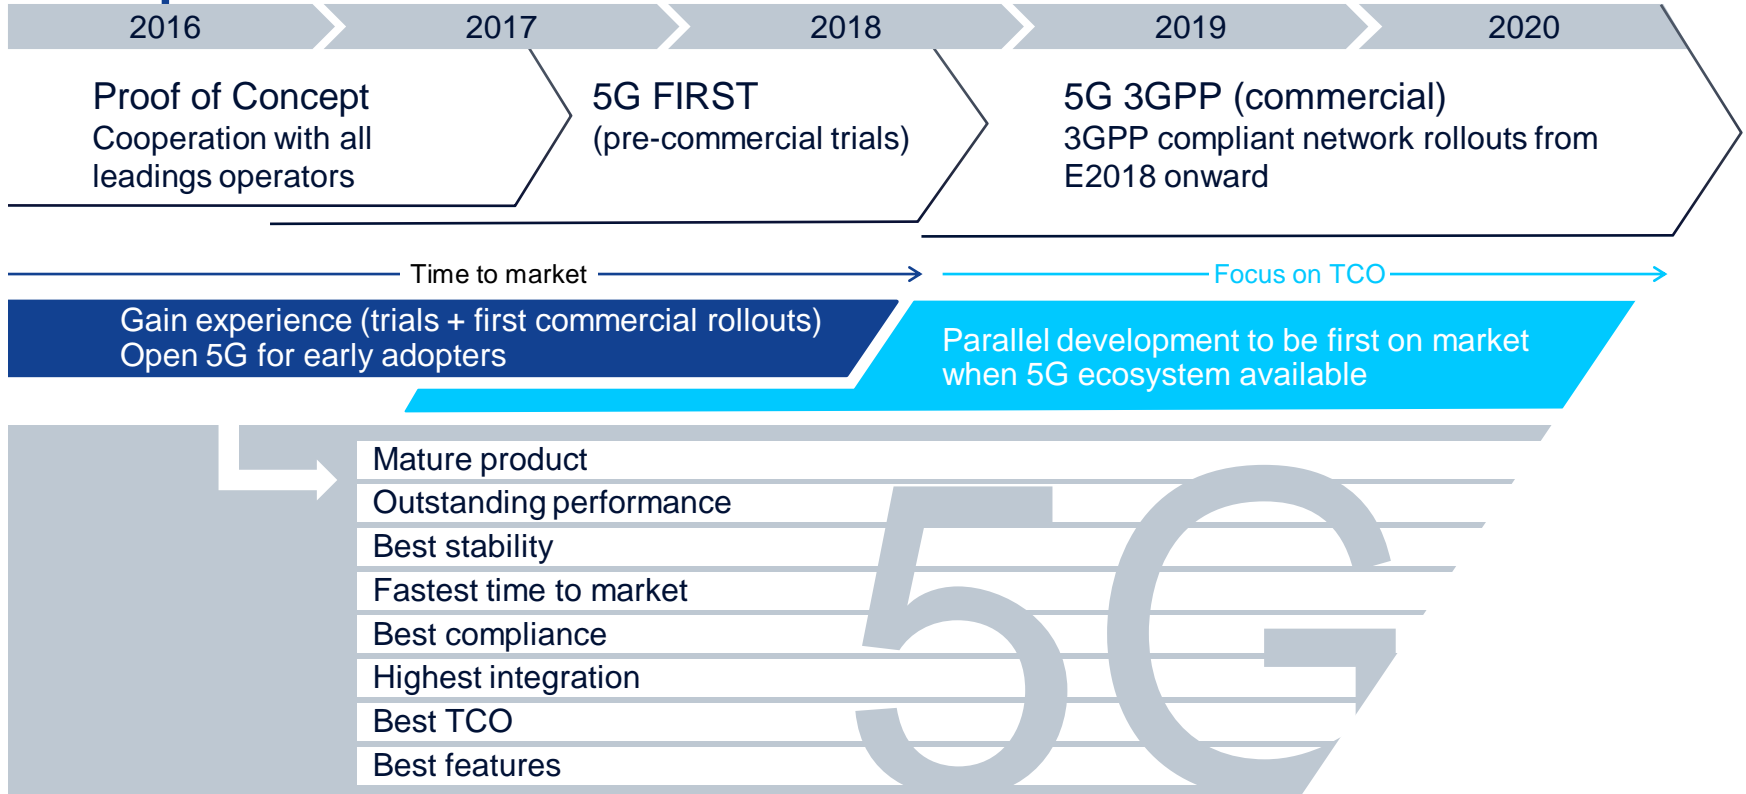 2016
2017
2018
2019
2020
Proof of Concept
Cooperation with all
leadings operators
5G FIRST
(pre-commercial trials)
5G 3GPP (commercial)
3GPP compliant network rollouts from
E2018 onward
Time to market
Focus on TCO
Gain experience (trials + first commercial rollouts)
Open 5G for early adopters
Parallel development to be first on market
when 5G ecosystem available
Mature product
Outstanding performance
Best stability
Fastest time to market
Best compliance
Highest integration
Best TCO
Best features
5G